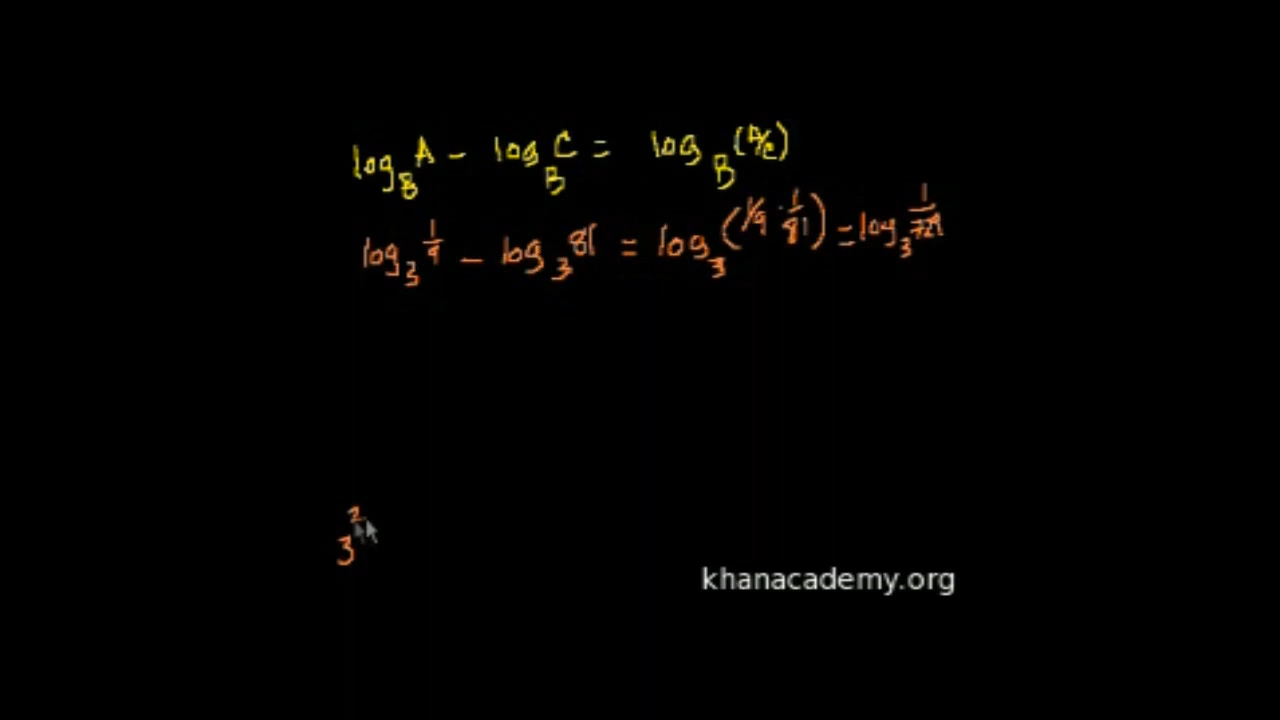 log_B A - log_B C = log_B (A/C)
log_3 1/9 - log_3 81 = log_3 (1/9 · 1/81) = log_3 1/729
3^2
khanacademy.org